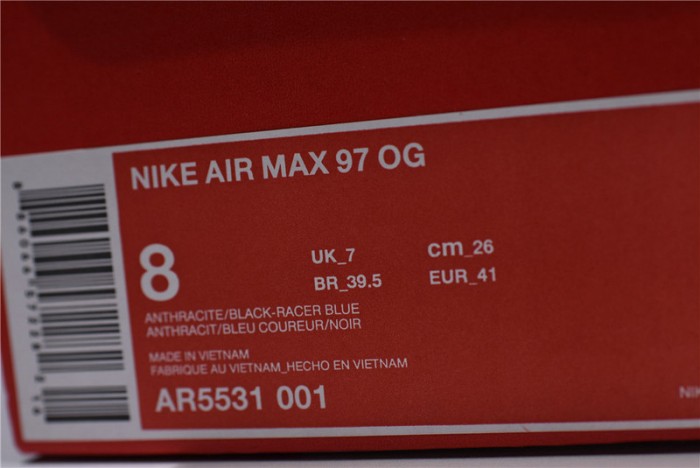 NIKE AIR MAX 97 OG
8
UK_7
cm_26
BR_39.5
EUR_41
ANTHRACITE/BLACK-RACER BLUE
ANTHRACIT/BLEU COUREUR/NOIR
MADE IN VIETNAM
FABRIQUE AU VIETNAM_HECHO EN VIETNAM
AR5531 001